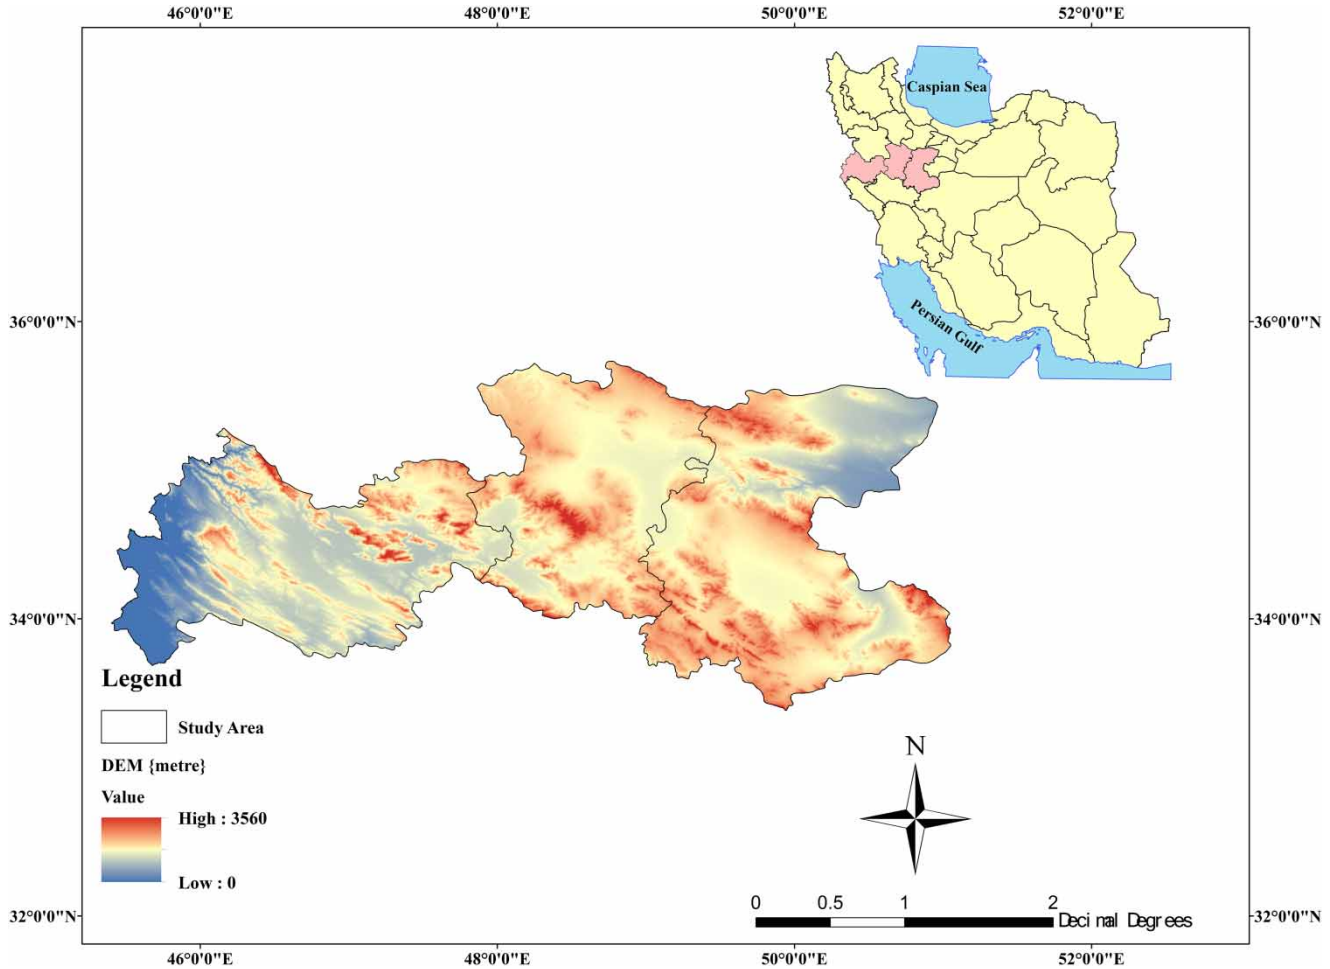 46°0'0"E 48°0'0"E 50°0'0"E 52°0'0"E
Caspian Sea
Persian Gulf
36°0'0"N 36°0'0"N
34°0'0"N 34°0'0"N
Legend
Study Area
DEM {metre}
Value
High : 3560
Low : 0
N
0 0.5 1 2
Decimal Degrees
32°0'0"N 32°0'0"N
46°0'0"E 48°0'0"E 50°0'0"E 52°0'0"E